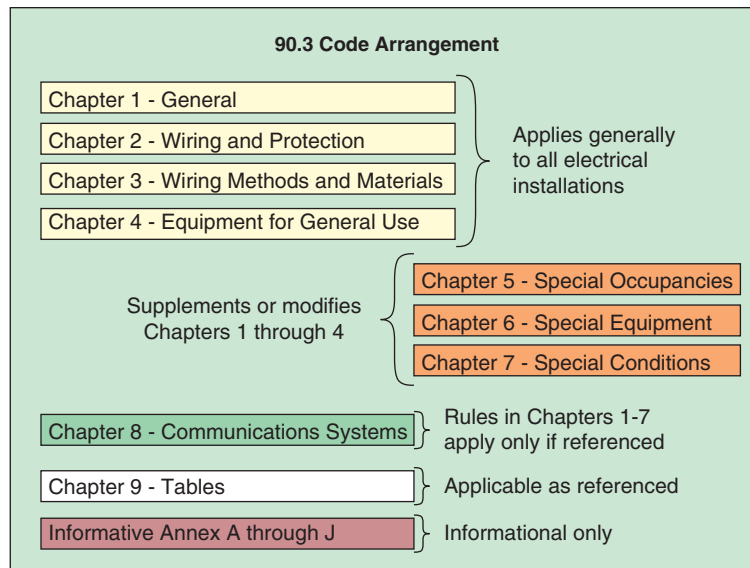 90.3 Code Arrangement
Chapter 1 - General
Chapter 2 - Wiring and Protection
Chapter 3 - Wiring Methods and Materials
Chapter 4 - Equipment for General Use
Applies generally
to all electrical
installations
Supplements or modifies
Chapters 1 through 4
Chapter 5 - Special Occupancies
Chapter 6 - Special Equipment
Chapter 7 - Special Conditions
Chapter 8 - Communications Systems
Rules in Chapters 1-7
apply only if referenced
Chapter 9 - Tables
Applicable as referenced
Informative Annex A through J
Informational only